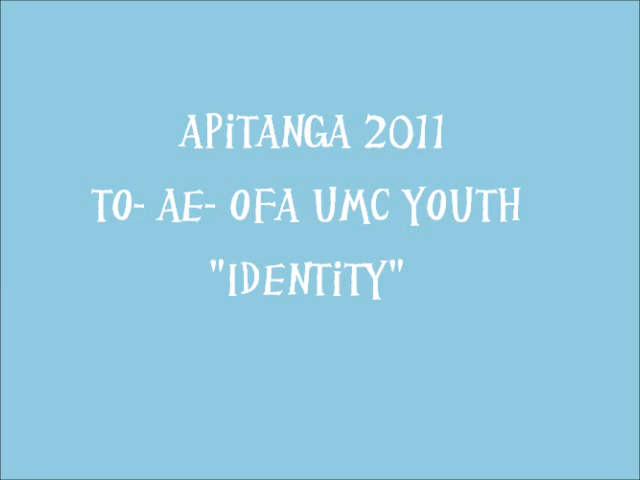 APiTANGA 2011
TO- AE- OFA UMC YOUTH
"IDENTiTY"